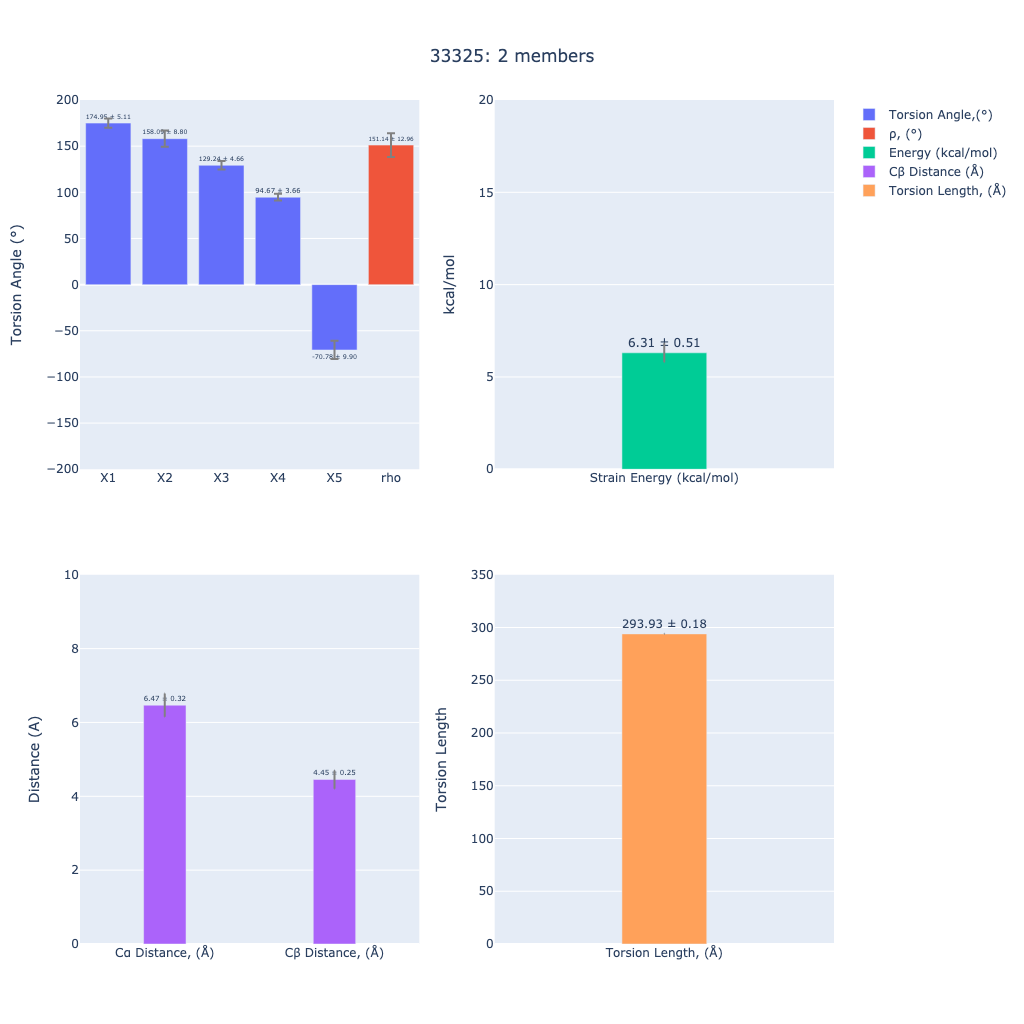 33325: 2 members
Torsion Angle (°)
200
150
100
50
0
−50
−100
−150
−200
174.95 ± 5.11
129.24 ± 4.66
94.67 ± 3.66
-70.78 ± 9.90
151.14 ± 12.96
X1 X2 X3 X4 X5 rho
kcal/mol
20
15
10
5
0
6.31 ± 0.51
Strain Energy (kcal/mol)
Torsion Angle,(°)
ρ, (°)
Energy (kcal/mol)
Cβ Distance (Å)
Torsion Length, (Å)
Distance (A)
10
8
6
4
2
0
6.47 ± 0.32
4.45 ± 0.25
Cα Distance, (Å) Cβ Distance, (Å)
Torsion Length
350
300
250
200
150
100
50
0
293.93 ± 0.18
Torsion Length, (Å)